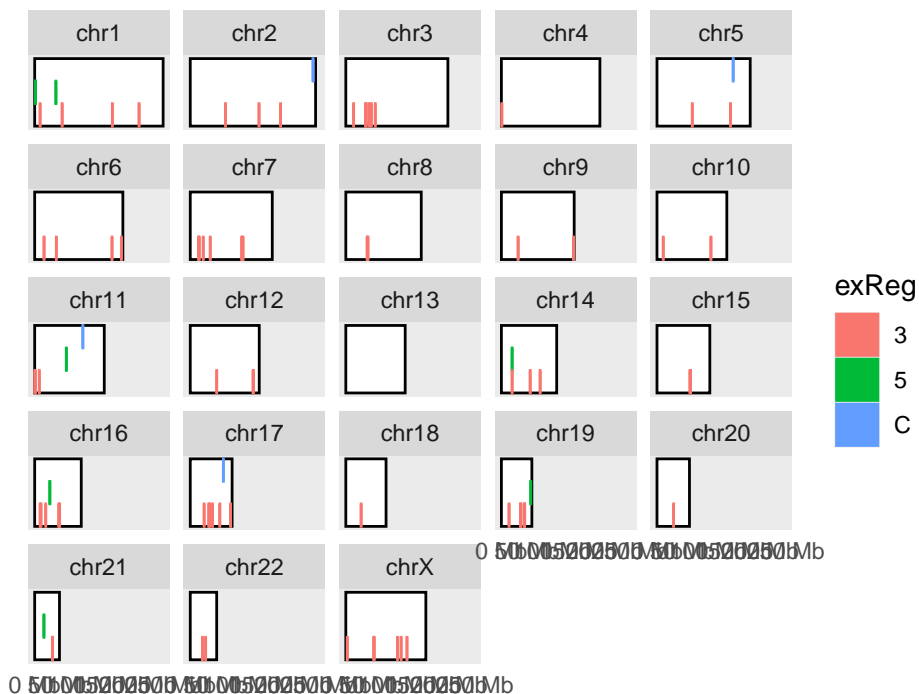 chr1 chr2 chr3 chr4 chr5
chr6 chr7 chr8 chr9 chr10
exReg
3
5
C
chr11 chr12 chr13 chr14 chr15
chr16 chr17 chr18 chr19 chr20
chr21 chr22 chrX